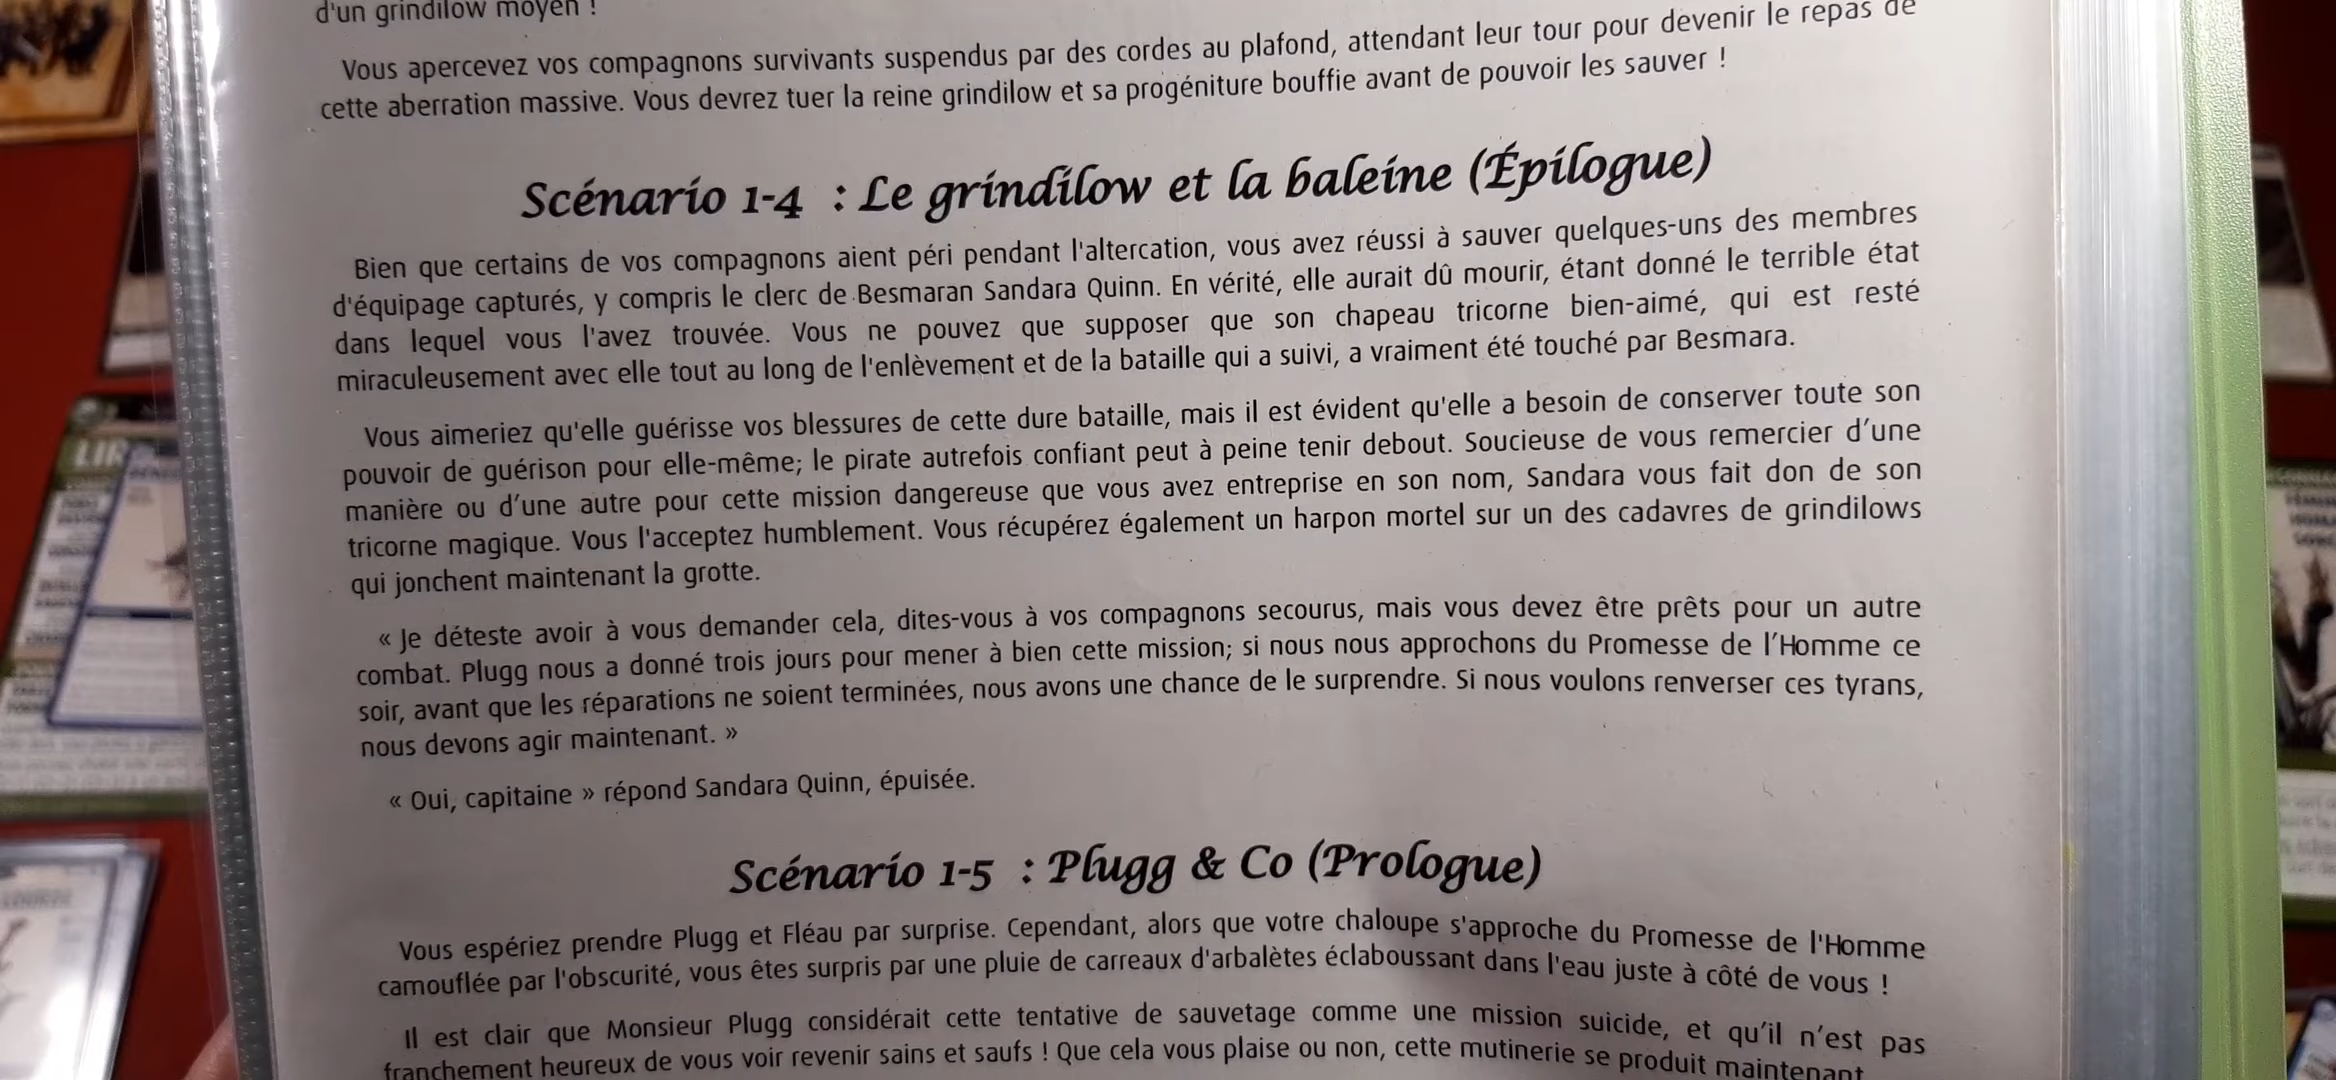 d'un grindilow moyen !
Vous apercevez vos compagnons survivants suspendus par des cordes au plafond, attendant leur tour pour devenir le repas de
cette aberration massive. Vous devrez tuer la reine grindilow et sa progéniture bouffie avant de pouvoir les sauver !
Scénario 1-4 : Le grindilow et la baleine (Épilogue)
Bien que certains de vos compagnons aient péri pendant l'altercation, vous avez réussi à sauver quelques-uns des membres
d'équipage capturés, y compris le clerc de Besmaran Sandara Quinn. En vérité, elle aurait dû mourir, étant donné le terrible état
dans lequel vous l'avez trouvée. Vous ne pouvez que supposer que son chapeau tricorne bien-aimé, qui est resté
miraculeusement avec elle tout au long de l'enlèvement et de la bataille qui a suivi, a vraiment été touché par Besmara.
Vous aimeriez qu'elle guérisse vos blessures de cette dure bataille, mais il est évident qu'elle a besoin de conserver toute son
pouvoir de guérison pour elle-même; le pirate autrefois confiant peut à peine tenir debout. Soucieuse de vous remercier d’une
manière ou d’une autre pour cette mission dangereuse que vous avez entreprise en son nom, Sandara vous fait don de son
tricorne magique. Vous l'acceptez humblement. Vous récupérez également un harpon mortel sur un des cadavres de grindilows
qui jonchent maintenant la grotte.
« Je déteste avoir à vous demander cela, dites-vous à vos compagnons secourus, mais vous devez être prêts pour un autre
combat. Plugg nous a donné trois jours pour mener à bien cette mission; si nous nous approchons du Promesse de l’Homme ce
soir, avant que les réparations ne soient terminées, nous avons une chance de le surprendre. Si nous voulons renverser ces tyrans,
nous devons agir maintenant. »
« Oui, capitaine » répond Sandara Quinn, épuisée.
Scénario 1-5 : Plugg & Co (Prologue)
Vous espériez prendre Plugg et Fléau par surprise. Cependant, alors que votre chaloupe s'approche du Promesse de l'Homme
camouflée par l'obscurité, vous êtes surpris par une pluie de carreaux d'arbalètes éclaboussant dans l'eau juste à côté de vous !
Il est clair que Monsieur Plugg considérait cette tentative de sauvetage comme une mission suicide, et qu’il n’est pas
franchement heureux de vous voir revenir sains et saufs ! Que cela vous plaise ou non, cette mutinerie se produit maintenant